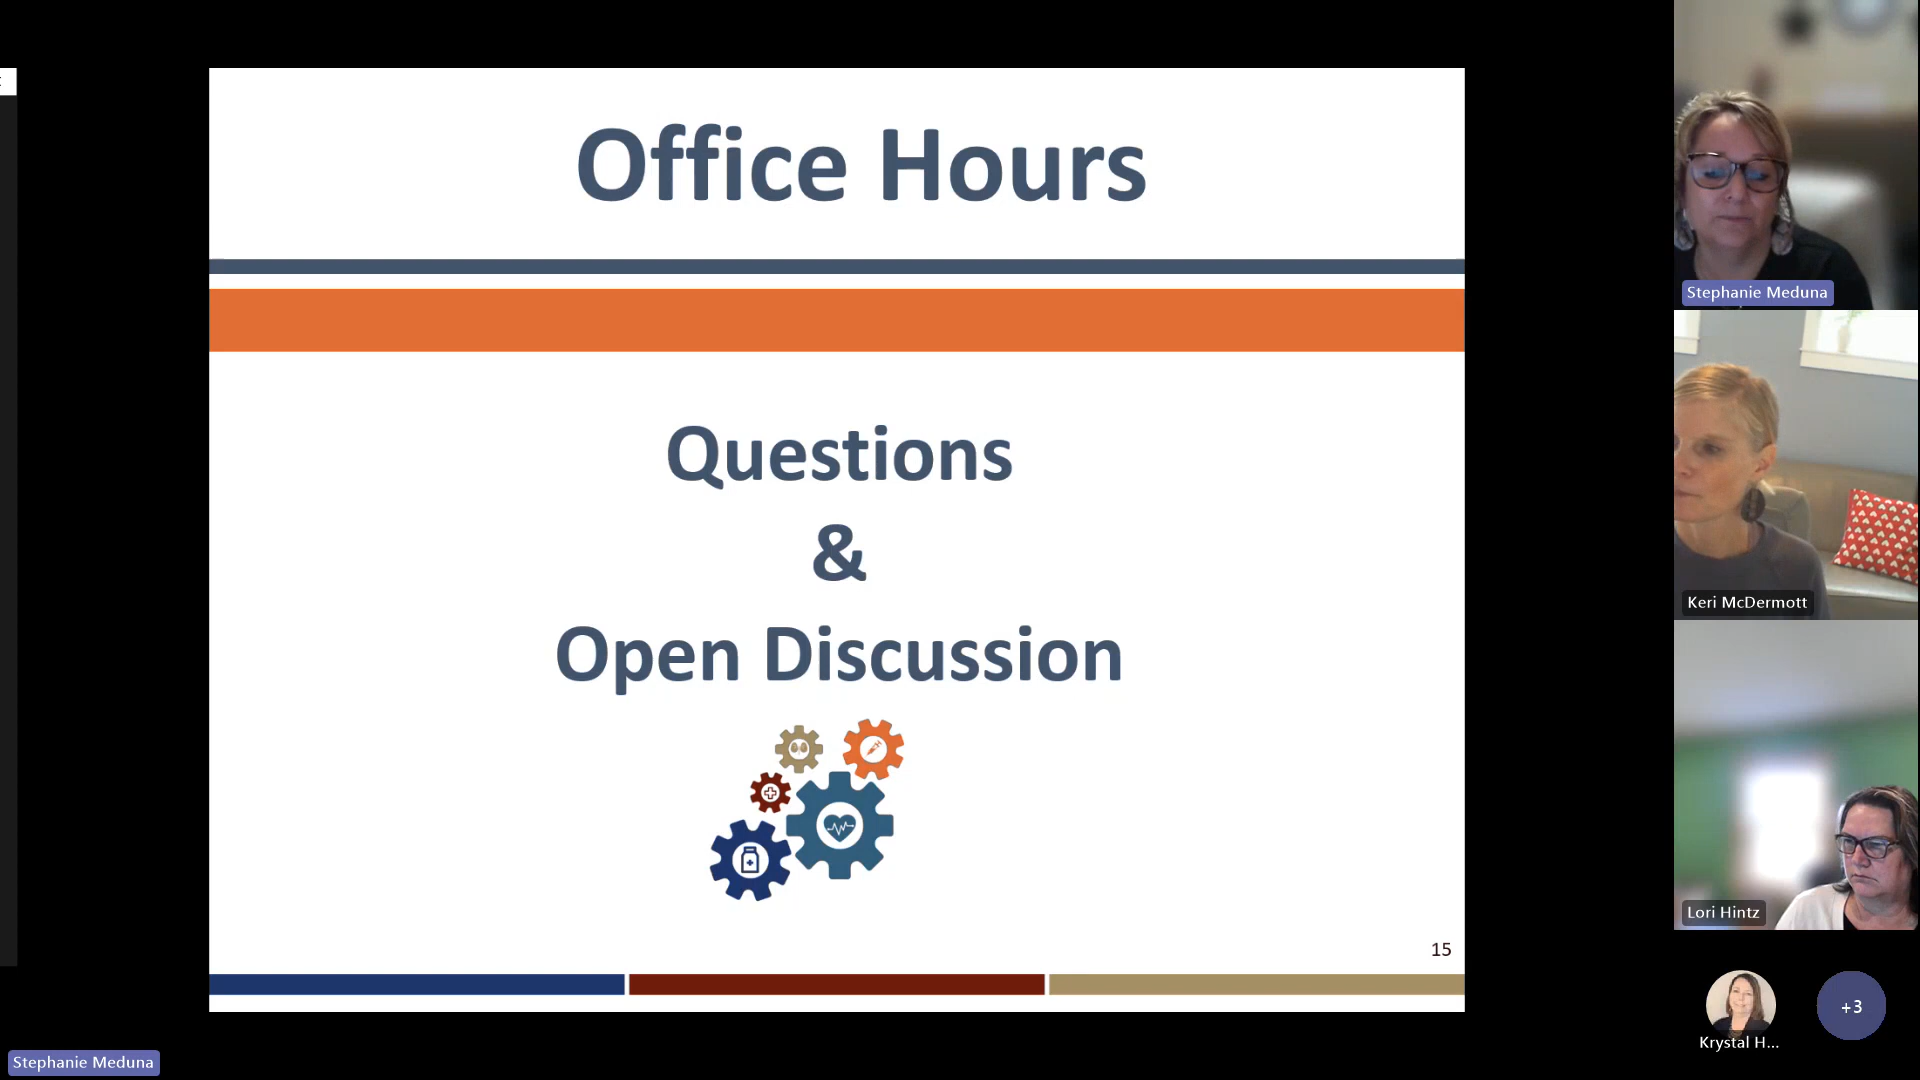 Office Hours
Questions
&
Open Discussion
15
Stephanie Meduna
Keri McDermott
Lori Hintz
Krystal H...
+3
Stephanie Meduna